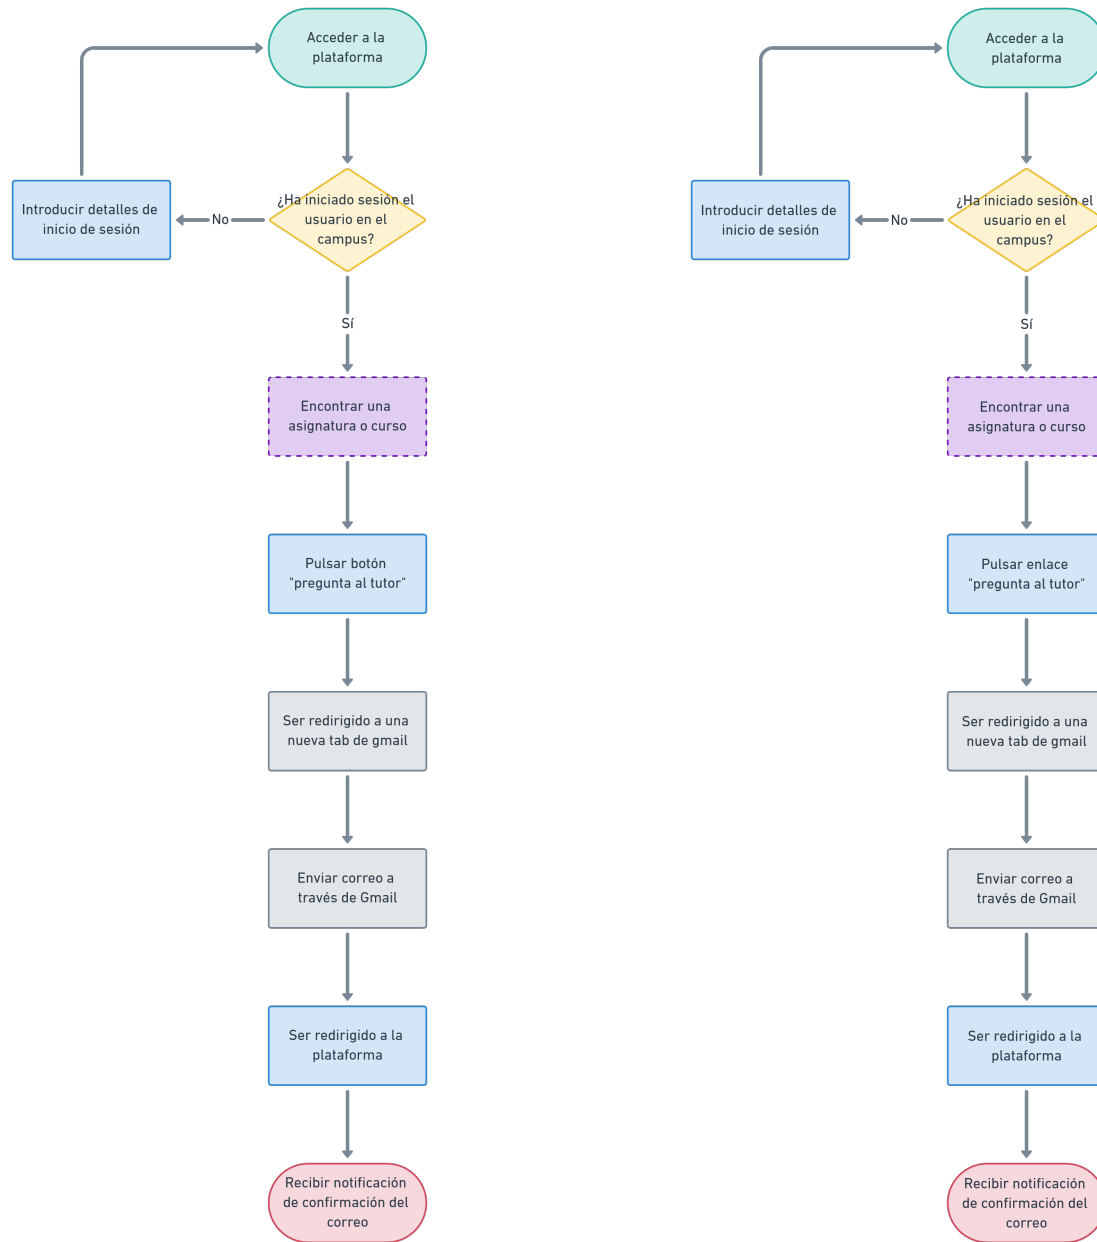 Acceder a la
plataforma
Introducir detalles de
inicio de sesión
No
¿Ha iniciado sesión el
usuario en el
campus?
Sí
Encontrar una
asignatura o curso
Pulsar botón
"pregunta al tutor"
Ser redirigido a una
nueva tab de gmail
Enviar correo a
través de Gmail
Ser redirigido a la
plataforma
Recibir notificación
de confirmación del
correo
Acceder a la
plataforma
Introducir detalles de
inicio de sesión
No
¿Ha iniciado sesión el
usuario en el
campus?
Sí
Encontrar una
asignatura o curso
Pulsar enlace
"pregunta al tutor"
Ser redirigido a una
nueva tab de gmail
Enviar correo a
través de Gmail
Ser redirigido a la
plataforma
Recibir notificación
de confirmación del
correo